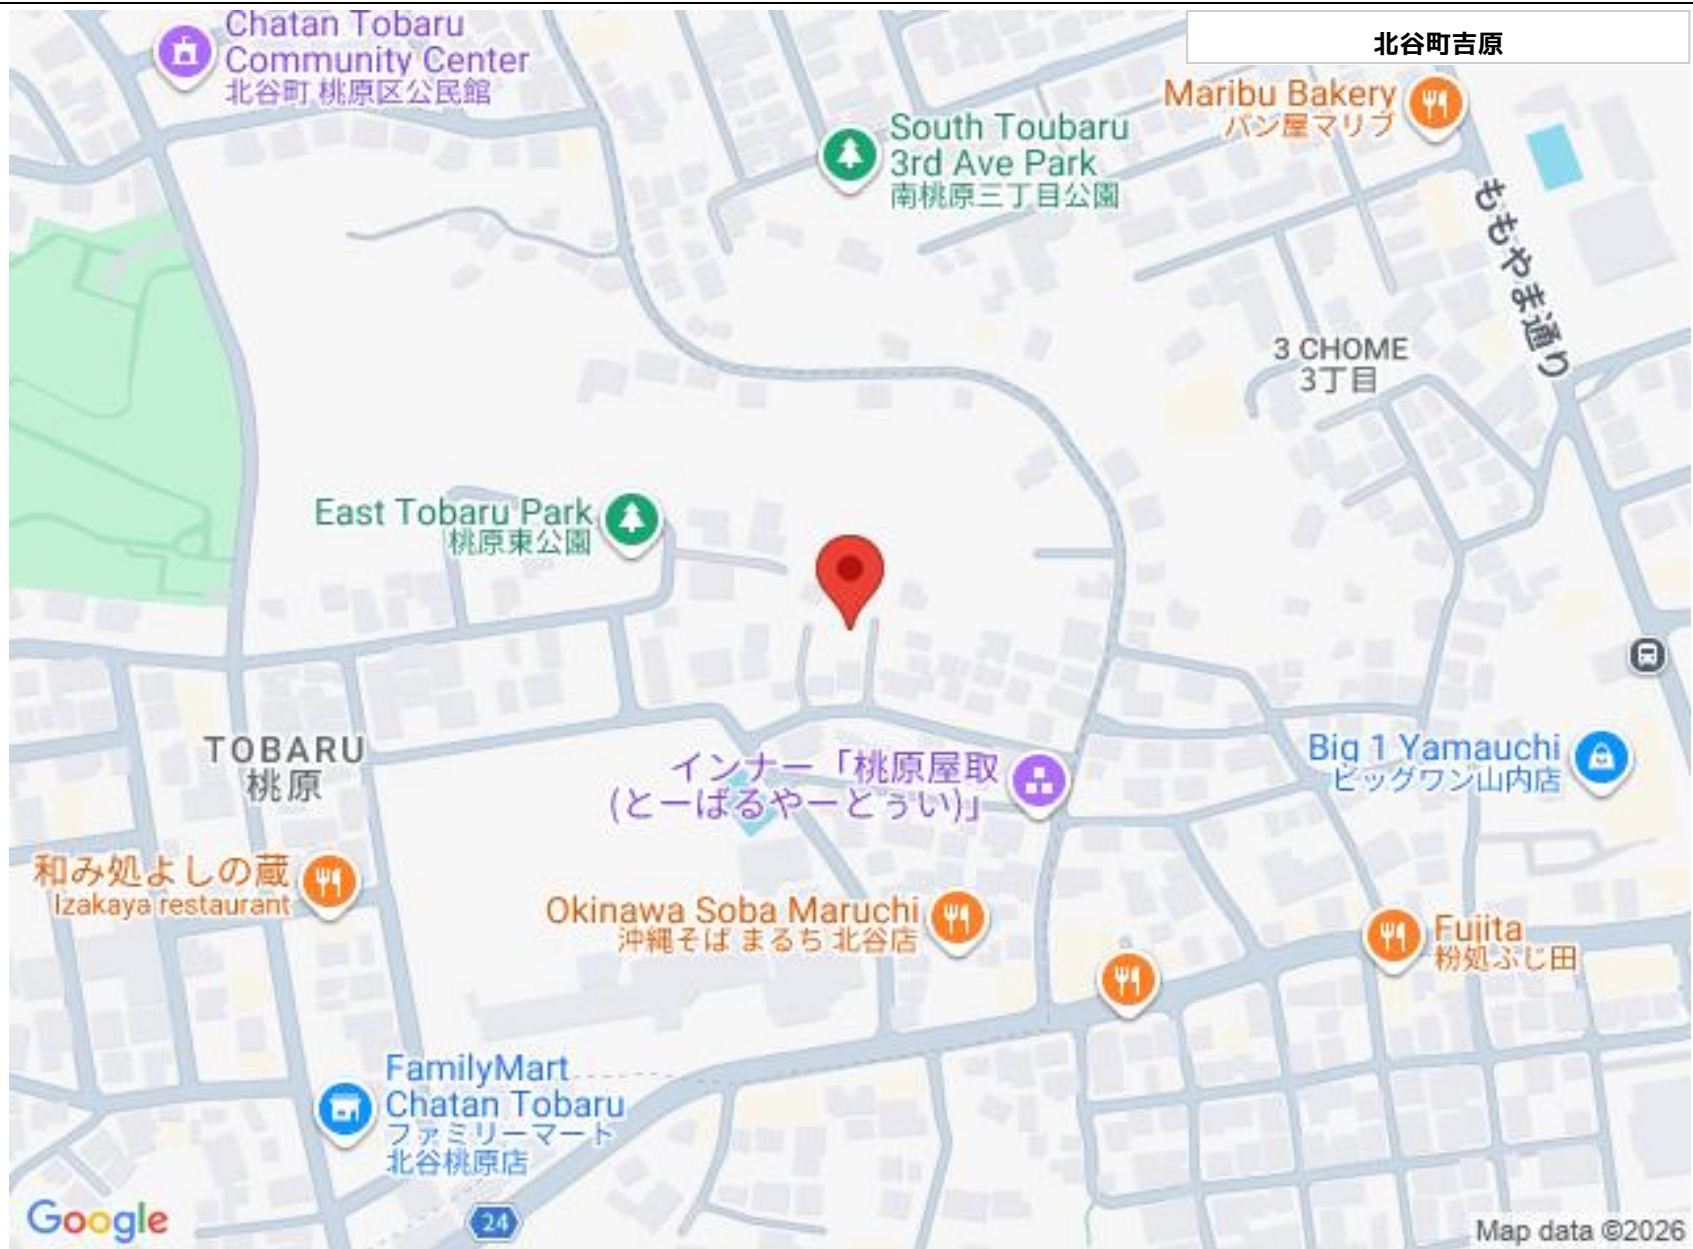 Chatan Tobaru
Community Center
北谷町 桃原区公民館
北谷町吉原
Maribu Bakery
パン屋マリブ
South Toubaru
3rd Ave Park
南桃原三丁目公園
ももやま通り
3 CHOME
3丁目
East Tobaru Park
桃原東公園
TOBARU
桃原
インナー「桃原屋取
(とーばるやーとぅい)」
Big 1 Yamauchi
ビッグワン山内店
和み処よしの蔵
Izakaya restaurant
Okinawa Soba Maruchi
沖縄そば まるち 北谷店
Fujita
粉処ふじ田
FamilyMart
Chatan Tobaru
ファミリーマート
北谷桃原店
24
Google
Map data ©2026